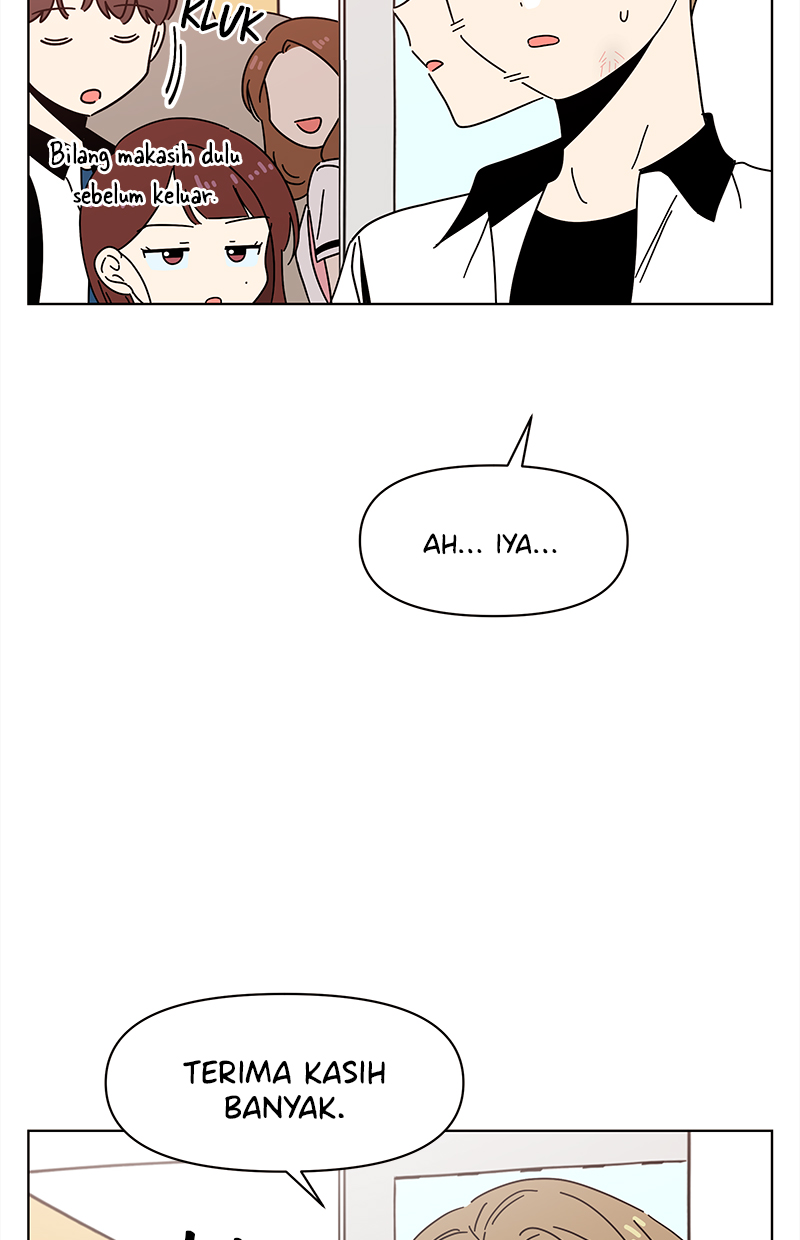 KLUK
Bilang makasih dulu
sebelum keluar.
AH... IYA...
TERIMA KASIH
BANYAK.